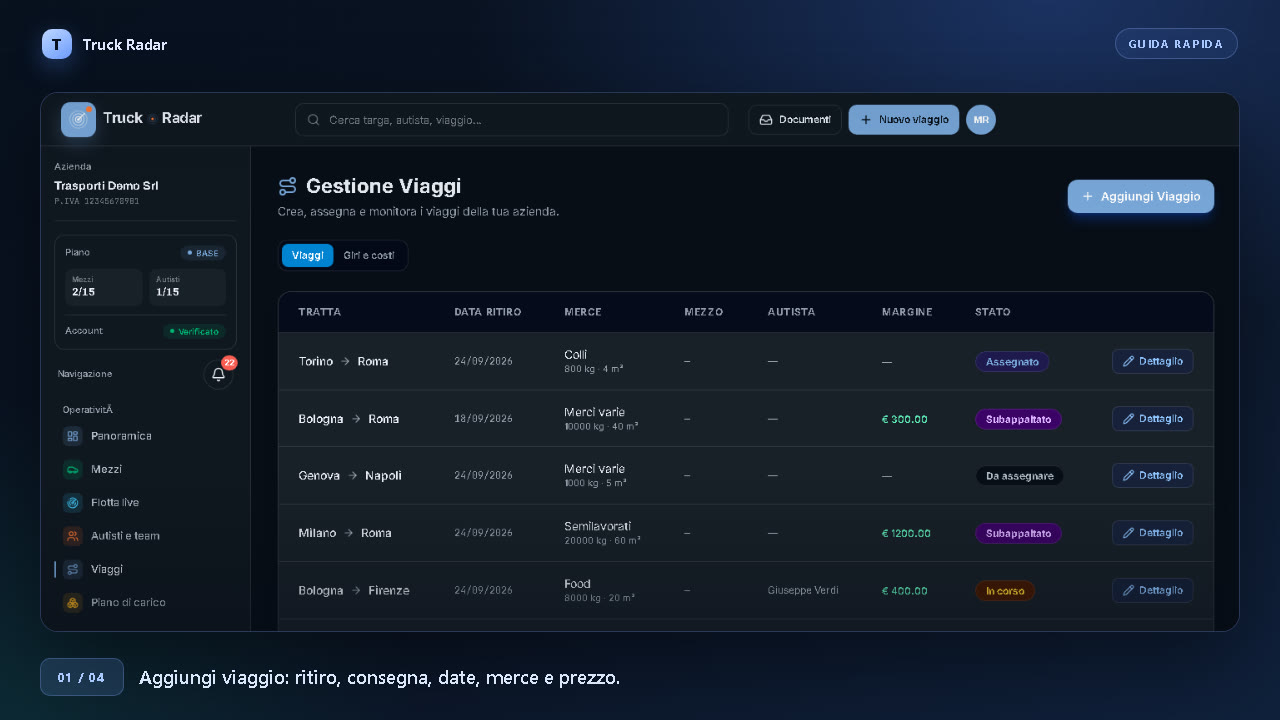 T Truck Radar
GUIDA RAPIDA
Truck Radar
Cerca targa, autista, viaggio...
Documenti
+ Nuovo viaggio
MR
Azienda
Trasporti Demo Srl
P.IVA 12345678901
Piano
BASE
Mezzi
2/15
Autisti
1/15
Account
Verificato
Navigazione
22
OperativitÃ
Panoramica
Mezzi
Flotta live
Autisti e team
Viaggi
Piano di carico
Gestione Viaggi
Crea, assegna e monitora i viaggi della tua azienda.
+ Aggiungi Viaggio
Viaggi
Giri e costi
TRATTA DATA RITIRO MERCE MEZZO AUTISTA MARGINE STATO
Torino → Roma 24/09/2026 Colli – — — Assegnato Dettaglio
800 kg · 4 m³
Bologna → Roma 18/09/2026 Merci varie – — € 300.00 Subappaltato Dettaglio
10000 kg · 40 m³
Genova → Napoli 24/09/2026 Merci varie – — — Da assegnare Dettaglio
1000 kg · 5 m³
Milano → Roma 24/09/2026 Semilavorati – — € 1200.00 Subappaltato Dettaglio
20000 kg · 60 m³
Bologna → Firenze 24/09/2026 Food – Giuseppe Verdi € 400.00 In corso Dettaglio
8000 kg · 20 m³
01 / 04
Aggiungi viaggio: ritiro, consegna, date, merce e prezzo.